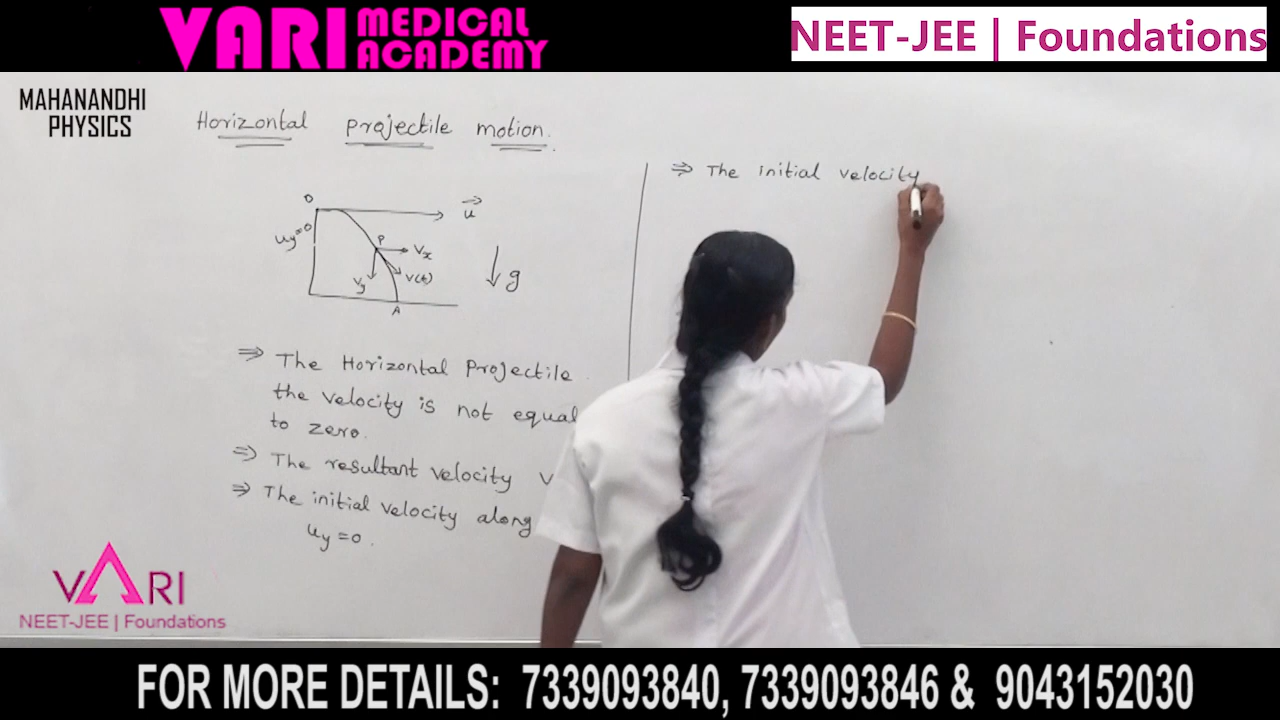 VARI MEDICAL ACADEMY
NEET-JEE | Foundations
MAHANANDHI
PHYSICS
Horizontal Projectile motion.
O
u
uy=0
P
Vx
Vy
V(t)
g
A
⇒ The Horizontal Projectile
the velocity is not equal
to zero.
⇒ The resultant velocity V
⇒ The initial velocity along
uy=0.
⇒ The initial velocity
VARI
NEET-JEE | Foundations
FOR MORE DETAILS: 7339093840, 7339093846 & 9043152030